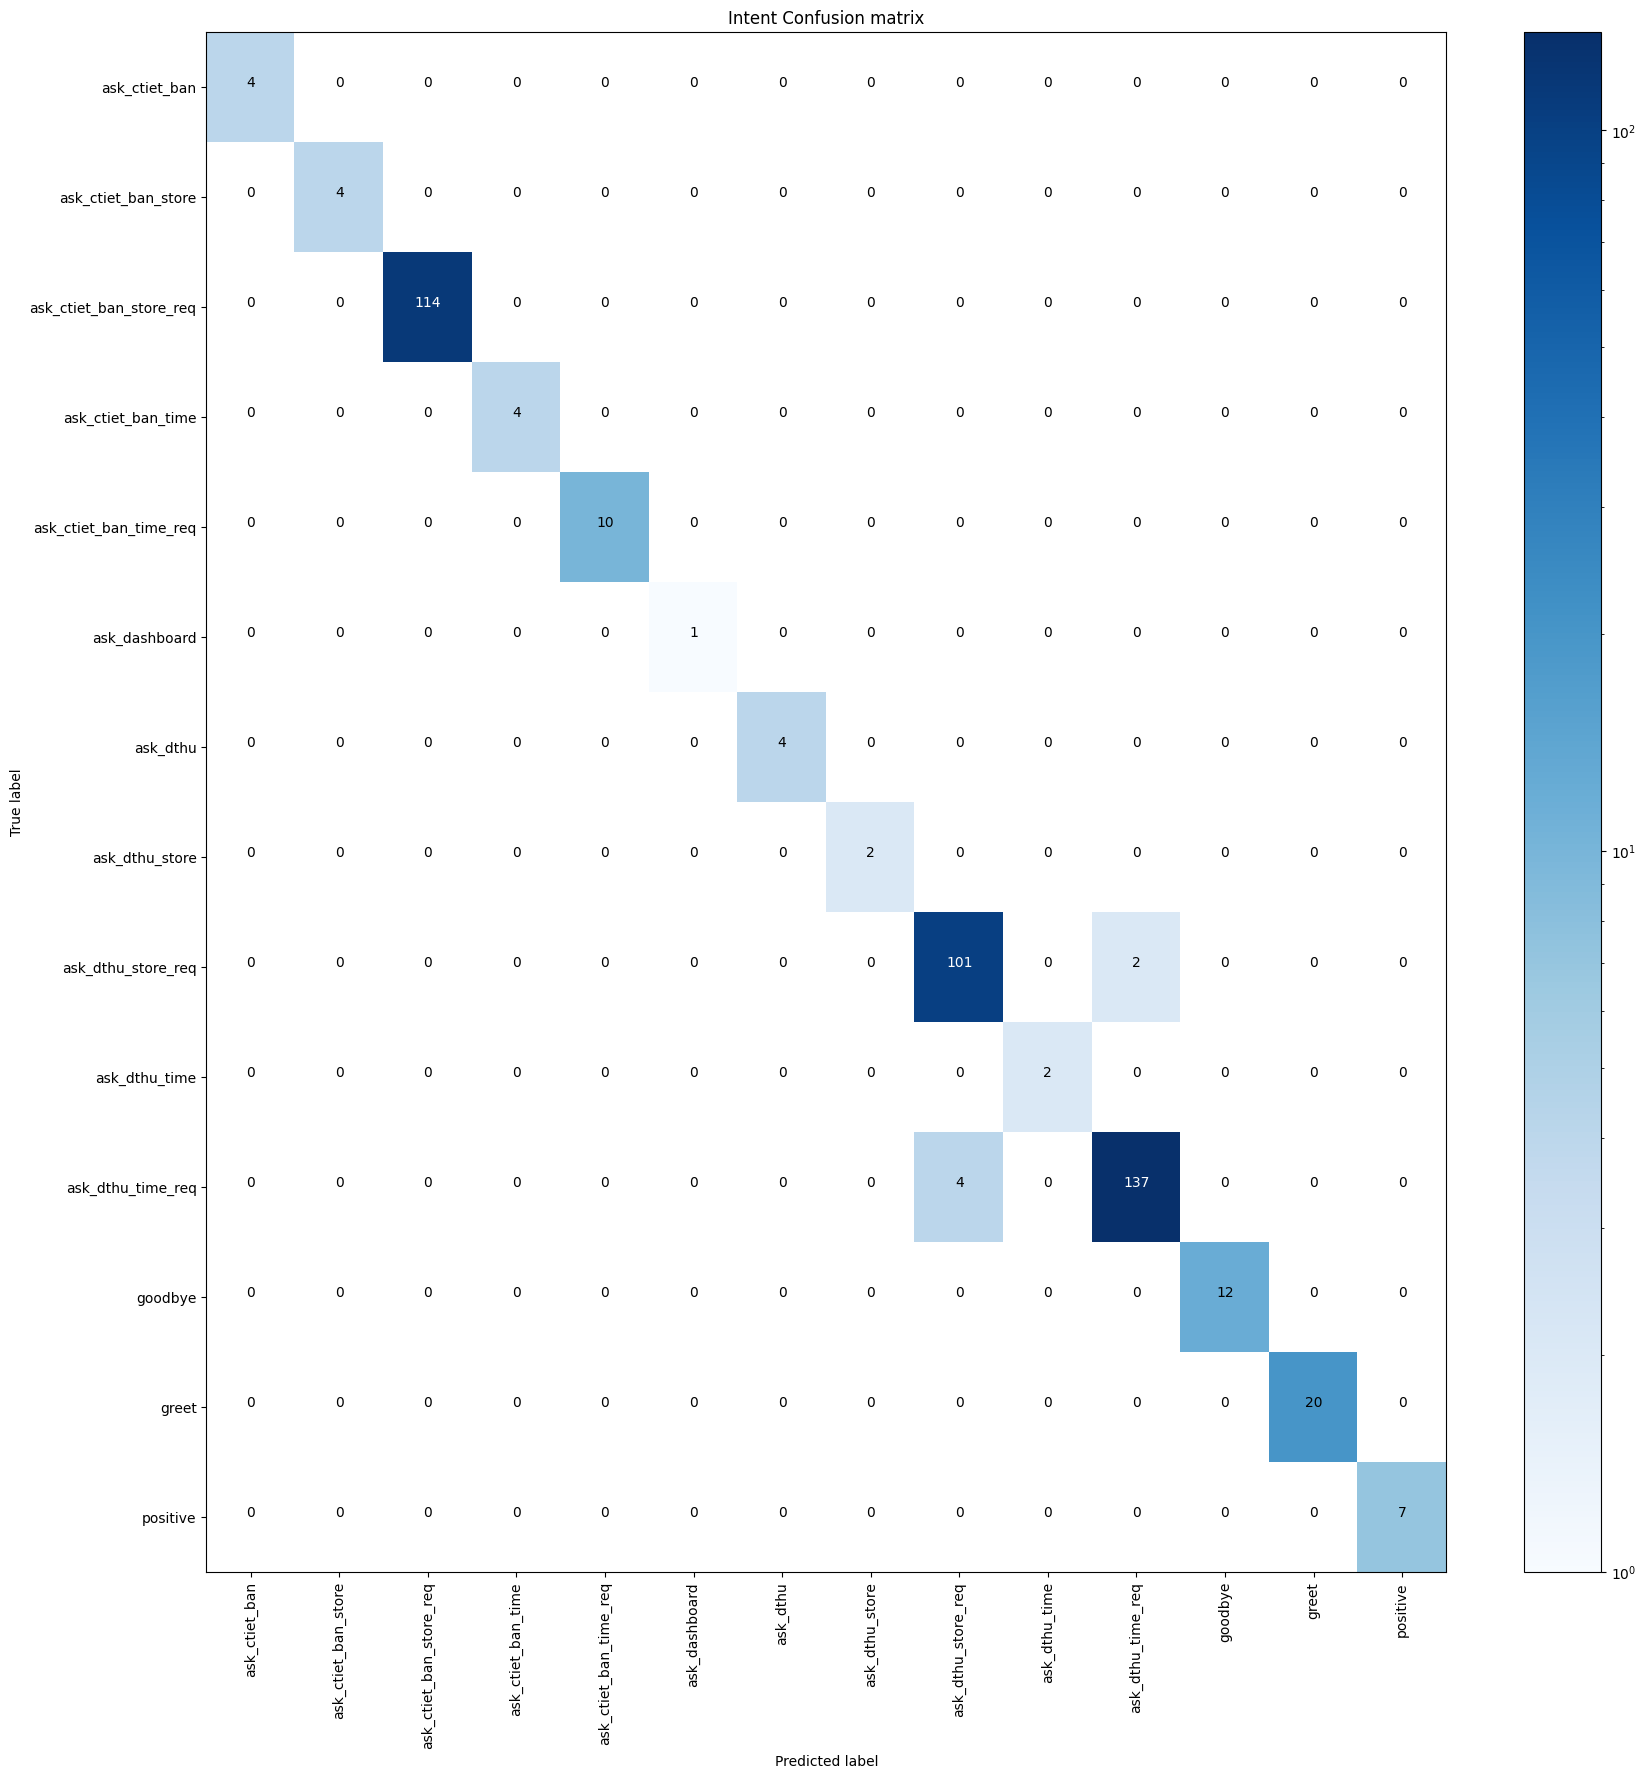 Intent Confusion matrix
ask_ctiet_ban 4 0 0 0 0 0 0 0 0 0 0 0 0 0
ask_ctiet_ban_store 0 4 0 0 0 0 0 0 0 0 0 0 0 0
ask_ctiet_ban_store_req 0 0 114 0 0 0 0 0 0 0 0 0 0 0
ask_ctiet_ban_time 0 0 0 4 0 0 0 0 0 0 0 0 0 0
ask_ctiet_ban_time_req 0 0 0 0 10 0 0 0 0 0 0 0 0 0
ask_dashboard 0 0 0 0 0 1 0 0 0 0 0 0 0 0
ask_dthu 0 0 0 0 0 0 4 0 0 0 0 0 0 0
ask_dthu_store 0 0 0 0 0 0 0 2 0 0 0 0 0 0
ask_dthu_store_req 0 0 0 0 0 0 0 0 101 0 2 0 0 0
ask_dthu_time 0 0 0 0 0 0 0 0 0 2 0 0 0 0
ask_dthu_time_req 0 0 0 0 0 0 0 0 4 0 137 0 0 0
goodbye 0 0 0 0 0 0 0 0 0 0 0 12 0 0
greet 0 0 0 0 0 0 0 0 0 0 0 0 20 0
positive 0 0 0 0 0 0 0 0 0 0 0 0 0 7
True label
ask_ctiet_ban
ask_ctiet_ban_store
ask_ctiet_ban_store_req
ask_ctiet_ban_time
ask_ctiet_ban_time_req
ask_dashboard
ask_dthu
ask_dthu_store
ask_dthu_store_req
ask_dthu_time
ask_dthu_time_req
goodbye
greet
positive
Predicted label
10²
10¹
10⁰